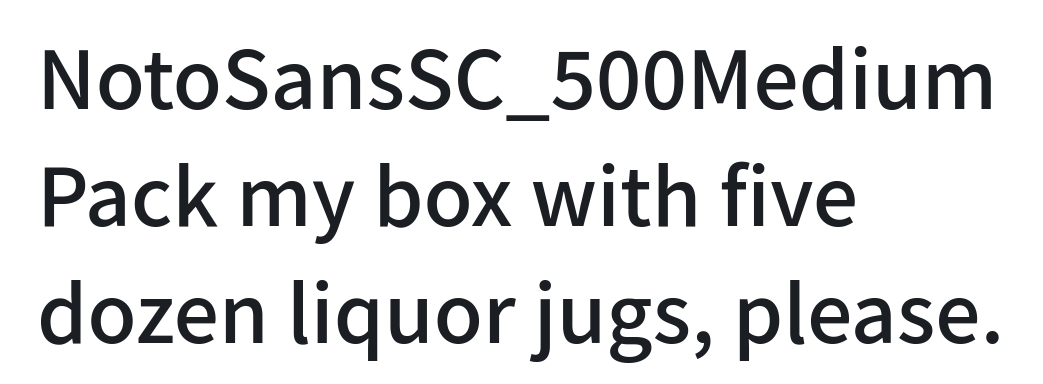 NotoSansSC_500Medium
Pack my box with five
dozen liquor jugs, please.